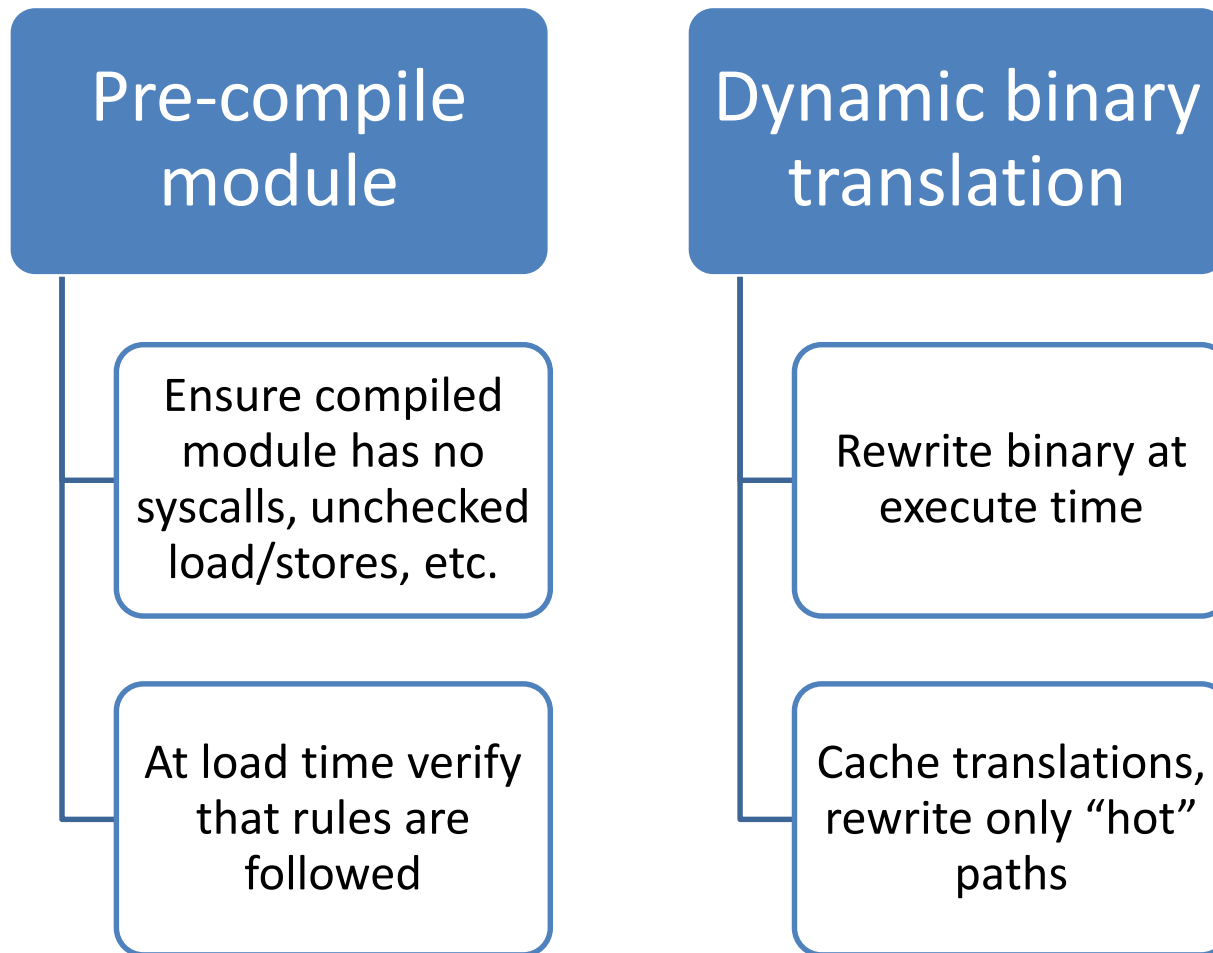 Pre-compile
module
Ensure compiled
module has no
syscalls, unchecked
load/stores, etc.
At load time verify
that rules are
followed
Dynamic binary
translation
Rewrite binary at
execute time
Cache translations,
rewrite only “hot”
paths